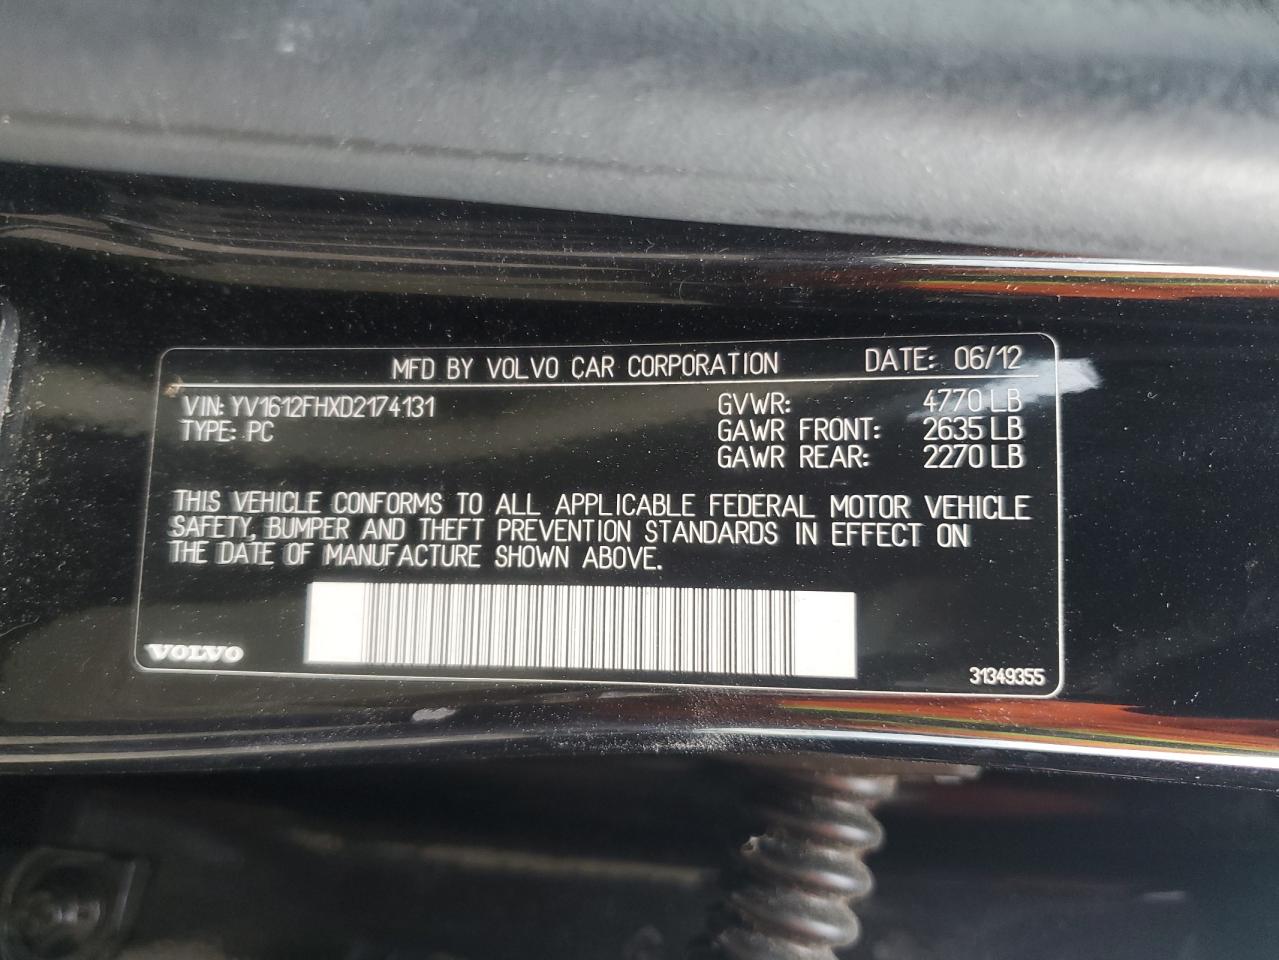 MFD BY VOLVO CAR CORPORATION DATE: 06/12
VIN: YV1612FHXD2174131 GVWR: 4770 LB
TYPE: PC GAWR FRONT: 2635 LB
GAWR REAR: 2270 LB
THIS VEHICLE CONFORMS TO ALL APPLICABLE FEDERAL MOTOR VEHICLE
SAFETY, BUMPER AND THEFT PREVENTION STANDARDS IN EFFECT ON
THE DATE OF MANUFACTURE SHOWN ABOVE.
VOLVO 31349355